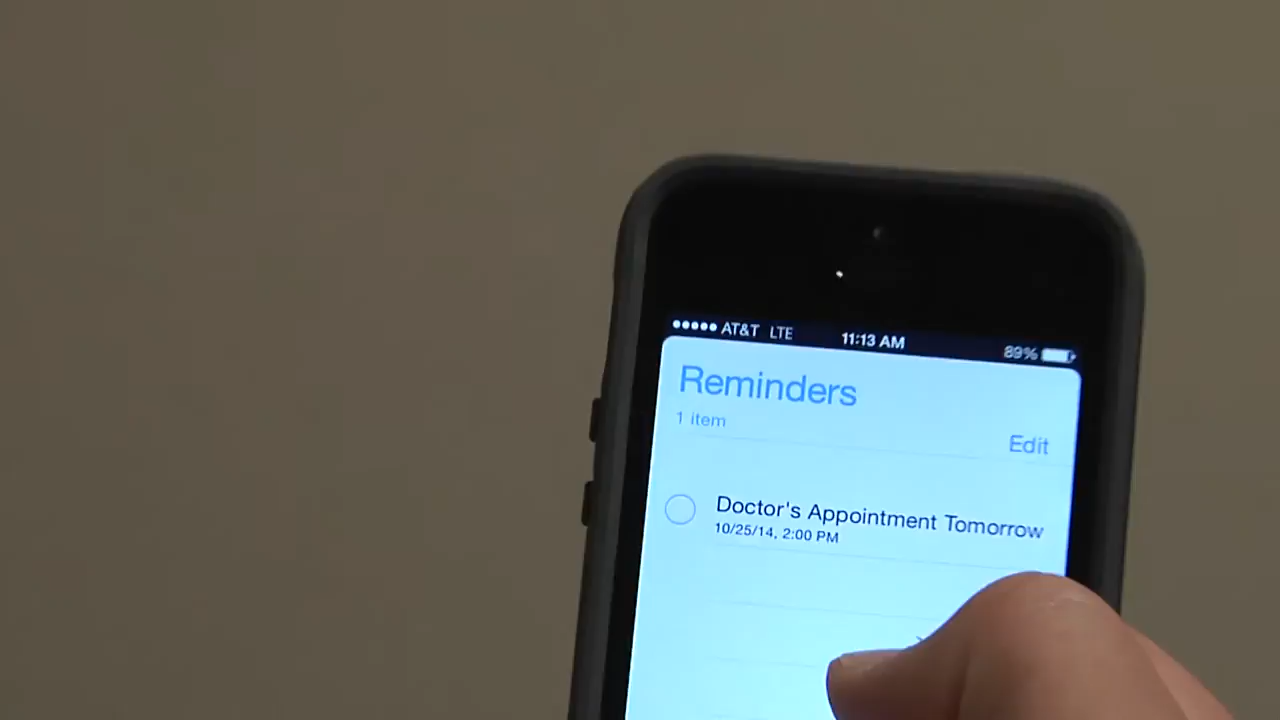 AT&T LTE 11:13 AM 89%
Reminders
1 item
Edit
Doctor's Appointment Tomorrow
10/25/14, 2:00 PM